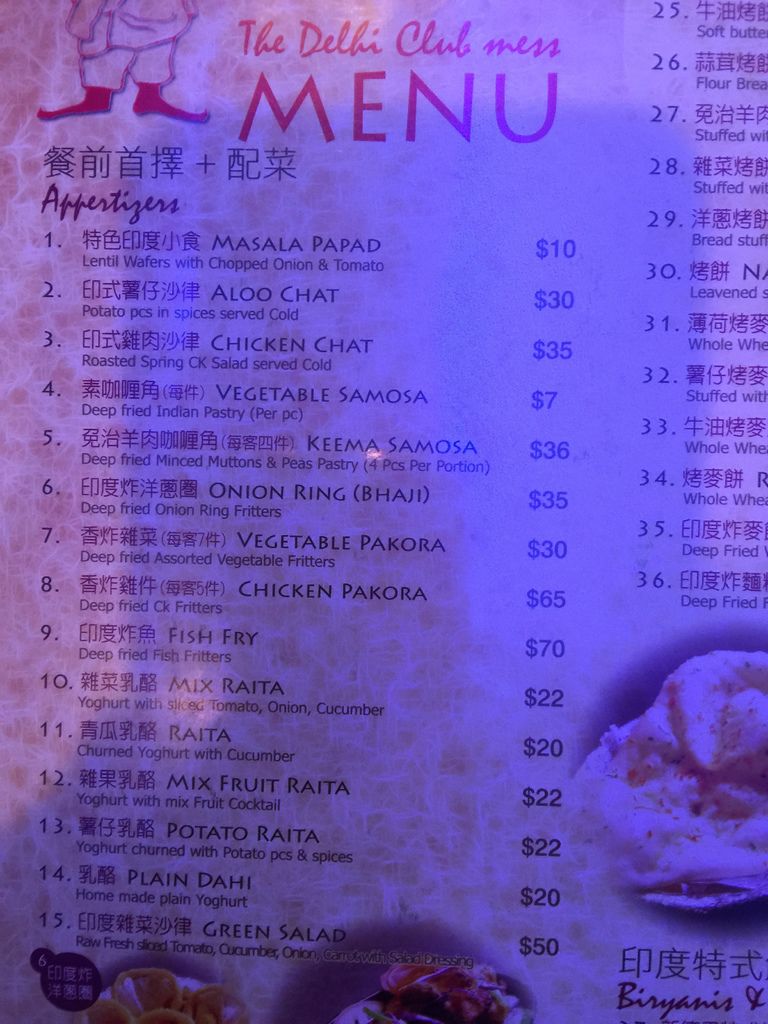 The Delhi Club mess
MENU
餐前首擇 + 配菜
Appertizers
1. 特色印度小食 MASALA PAPAD $10
Lentil Wafers with Chopped Onion & Tomato
2. 印式薯仔沙律 ALOO CHAT $30
Potato pcs in spices served Cold
3. 印式雞肉沙律 CHICKEN CHAT $35
Roasted Spring CK Salad served Cold
4. 素咖喱角(每件) VEGETABLE SAMOSA $7
Deep fried Indian Pastry (Per pc)
5. 免治羊肉咖喱角(每客四件) KEEMA SAMOSA $36
Deep fried Minced Muttons & Peas Pastry (4 Pcs Per Portion)
6. 印度炸洋蔥圈 ONION RING (BHAJI) $35
Deep fried Onion Ring Fritters
7. 香炸雜菜(每客7件) VEGETABLE PAKORA $30
Deep fried Assorted Vegetable Fritters
8. 香炸雞件(每客5件) CHICKEN PAKORA $65
Deep fried Ck Fritters
9. 印度炸魚 FISH FRY $70
Deep fried Fish Fritters
10. 雜菜乳酪 MIX RAITA $22
Yoghurt with sliced Tomato, Onion, Cucumber
11. 青瓜乳酪 RAITA $20
Churned Yoghurt with Cucumber
12. 雜果乳酪 MIX FRUIT RAITA $22
Yoghurt with mix Fruit Cocktail
13. 薯仔乳酪 POTATO RAITA $22
Yoghurt churned with Potato pcs & spices
14. 乳酪 PLAIN DAHI $20
Home made plain Yoghurt
15. 印度雜菜沙律 GREEN SALAD $50
Raw Fresh sliced Tomato, Cucumber, Onion, Carrot with Salad Dressing
6
印度炸
洋蔥圈
25. 牛油烤餅
Soft butte
26. 蒜茸烤餅
Flour Brea
27. 免治羊肉
Stuffed wi
28. 雜菜烤餅
Stuffed wit
29. 洋蔥烤餅
Bread stuff
30. 烤餅 NA
Leavened s
31. 薄荷烤麥
Whole Whe
32. 薯仔烤麥
Stuffed with
33. 牛油烤麥
Whole Whea
34. 烤麥餅 R
Whole Whea
35. 印度炸麥餅
Deep Fried
36. 印度炸麵
Deep Fried F
印度特式
Biryanis &